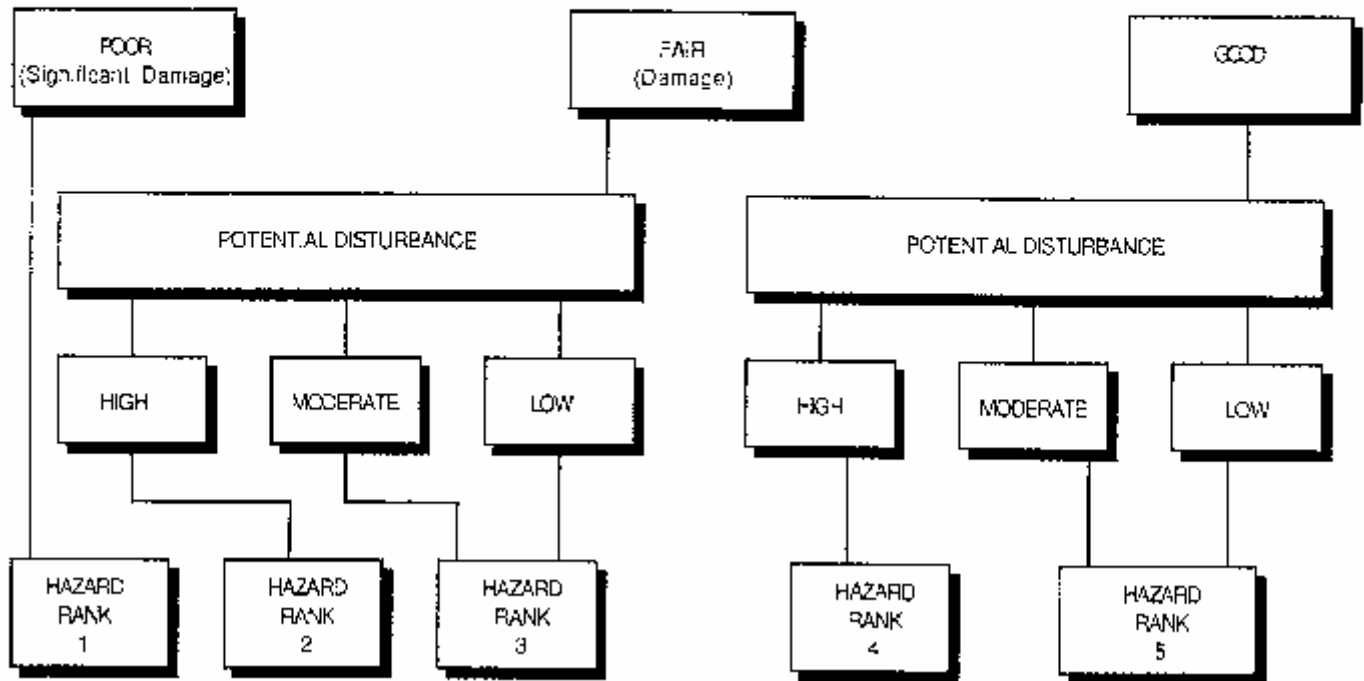 POOR
(Significant Damage)
FAIR
(Damage)
GOOD
POTENTIAL DISTURBANCE
POTENTIAL DISTURBANCE
HIGH
MODERATE
LOW
HIGH
MODERATE
LOW
HAZARD
RANK
1
HAZARD
RANK
2
HAZARD
RANK
3
HAZARD
RANK
4
HAZARD
RANK
5